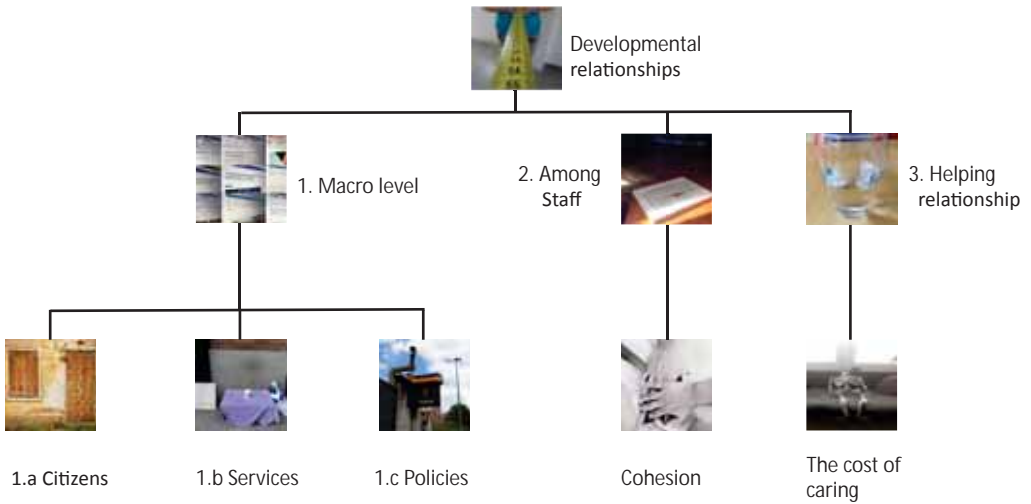 Developmental
relationships
1. Macro level
2. Among
Staff
3. Helping
relationship
1.a Citizens
1.b Services
1.c Policies
Cohesion
The cost of
caring